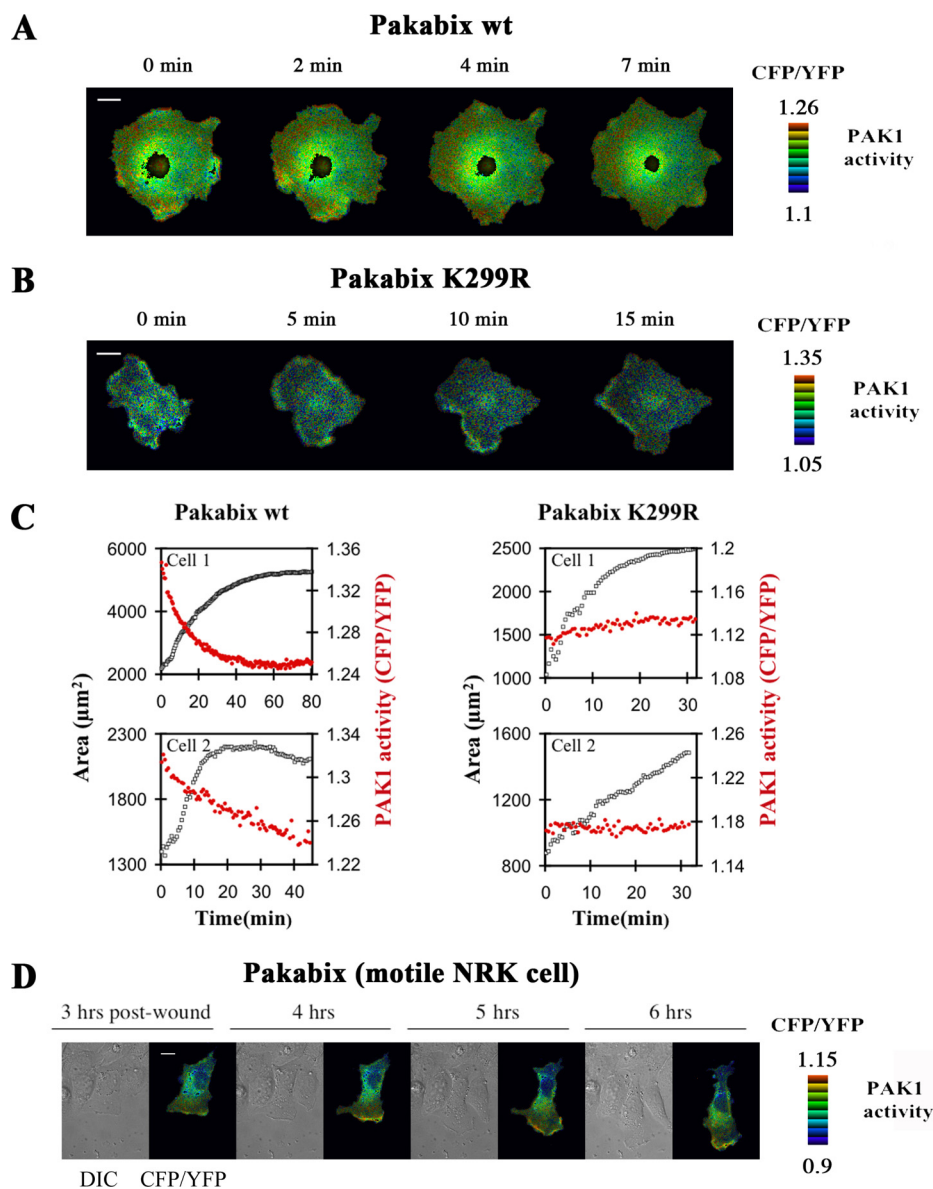 A
Pakabix wt
0 min 2 min 4 min 7 min
CFP/YFP
1.26
PAK1
activity
1.1
B
Pakabix K299R
0 min 5 min 10 min 15 min
CFP/YFP
1.35
PAK1
activity
1.05
C
Pakabix wt
Cell 1
6000
4000
2000
1.36
1.33
1.3
1.28
1.26
1.24
0 20 40 60 80
Cell 2
2300
1800
1300
1.34
1.3
1.26
1.22
0 10 20 30 40
Area (µm²)
PAK1 activity (CFP/YFP)
Time(min)
Pakabix K299R
Cell 1
2500
2000
1500
1000
1.2
1.16
1.12
1.08
0 10 20 30
Cell 2
1600
1200
800
1.26
1.22
1.18
1.14
0 10 20 30
Area (µm²)
PAK1 activity (CFP/YFP)
Time(min)
D
Pakabix (motile NRK cell)
3 hrs post-wound 4 hrs 5 hrs 6 hrs
CFP/YFP
1.15
PAK1
activity
0.9
DIC CFP/YFP